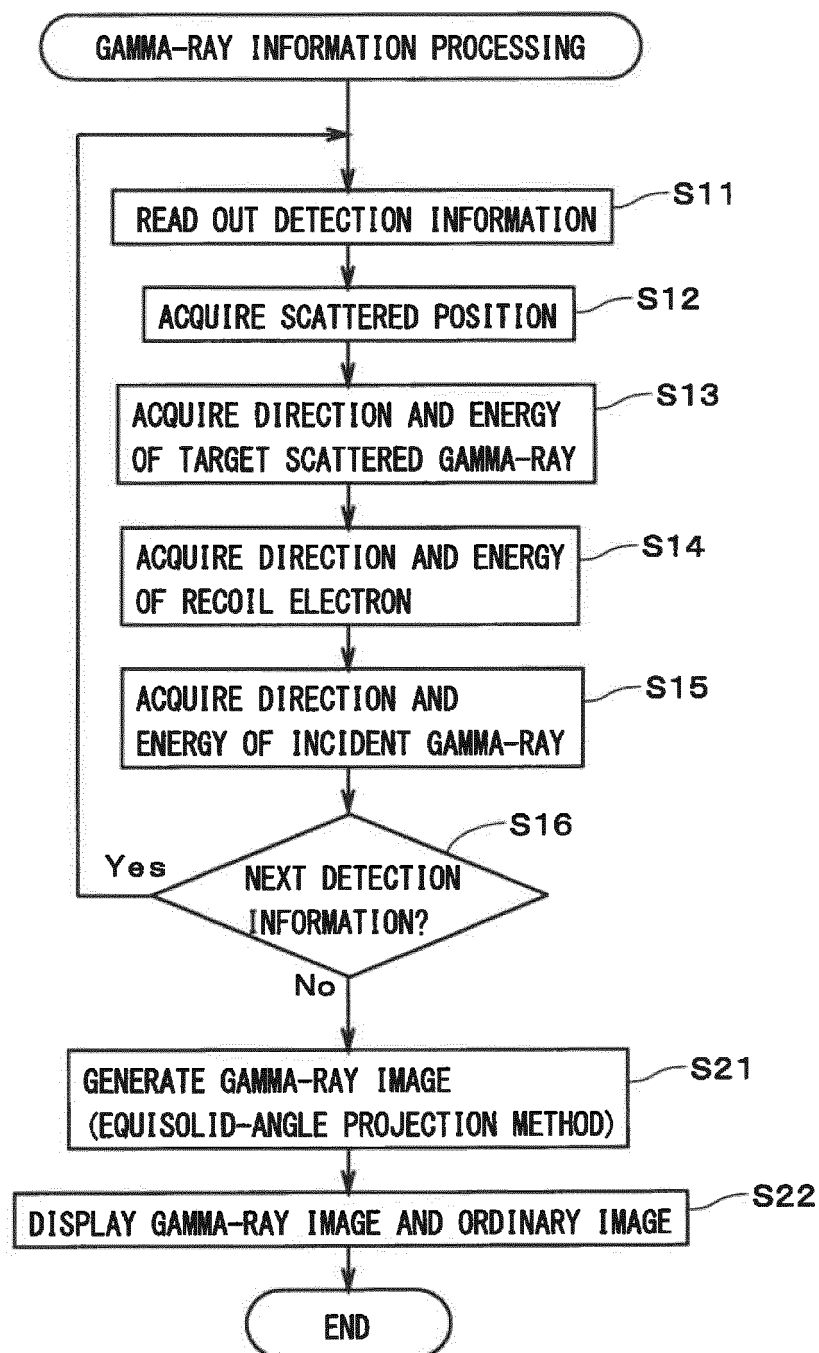 GAMMA-RAY INFORMATION PROCESSING
S11
READ OUT DETECTION INFORMATION
S12
ACQUIRE SCATTERED POSITION
S13
ACQUIRE DIRECTION AND ENERGY
OF TARGET SCATTERED GAMMA-RAY
S14
ACQUIRE DIRECTION AND ENERGY
OF RECOIL ELECTRON
S15
ACQUIRE DIRECTION AND
ENERGY OF INCIDENT GAMMA-RAY
S16
Yes
NEXT DETECTION
INFORMATION?
No
S21
GENERATE GAMMA-RAY IMAGE
(EQUISOLID-ANGLE PROJECTION METHOD)
S22
DISPLAY GAMMA-RAY IMAGE AND ORDINARY IMAGE
END